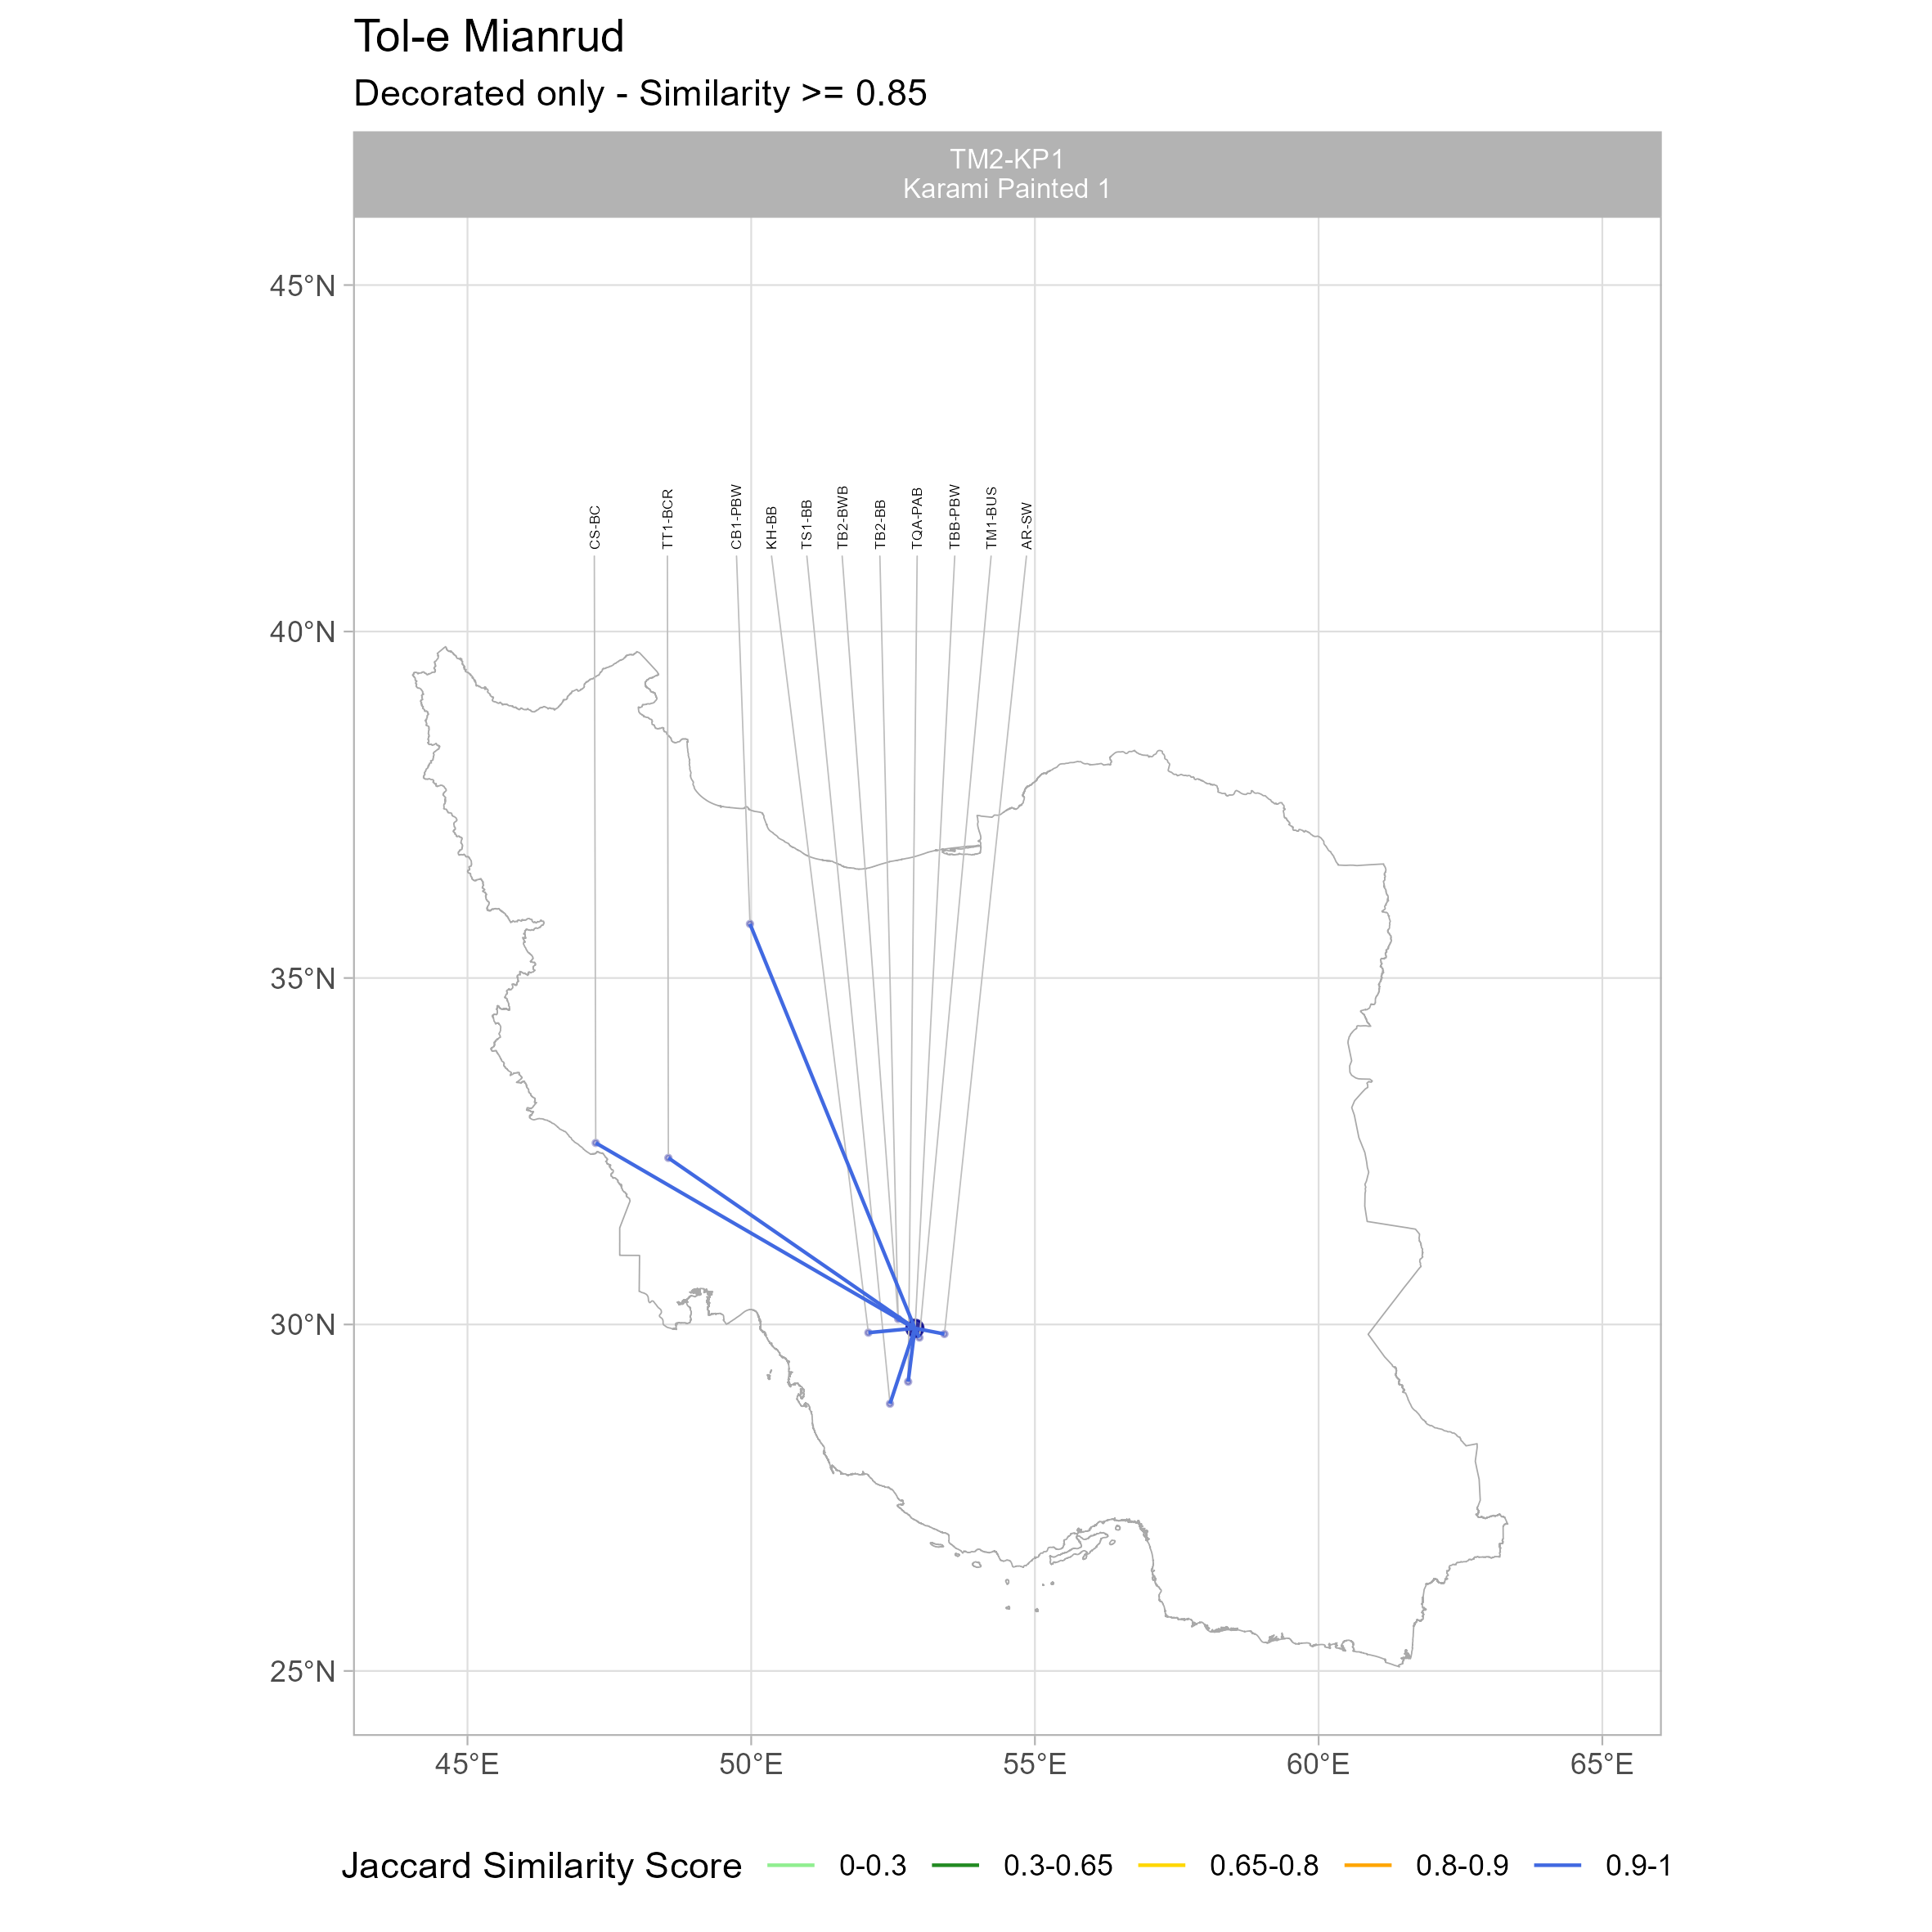 Tol-e Mianrud
Decorated only - Similarity >= 0.85
TM2-KP1
Karami Painted 1
45°N
40°N
35°N
30°N
25°N
CS-BC
TT1-BCR
CB1-PBW
KH-BB
TS1-BB
TB2-BWB
TB2-BB
TQA-PAB
TBB-PBW
TM1-BUS
AR-SW
45°E
50°E
55°E
60°E
65°E
Jaccard Similarity Score 0-0.3 0.3-0.65 0.65-0.8 0.8-0.9 0.9-1